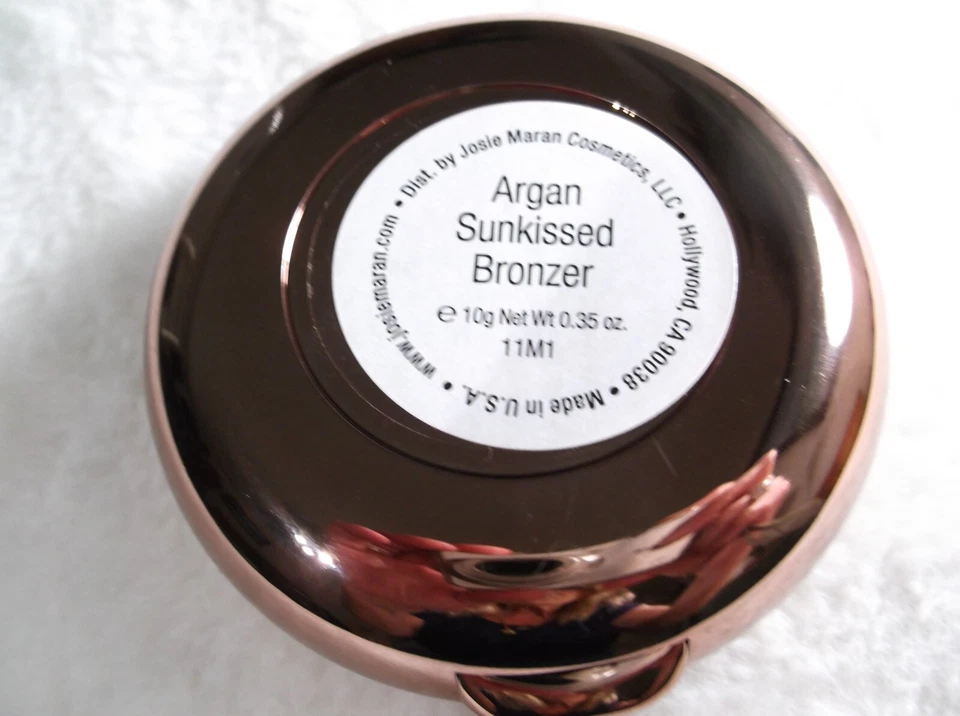 Argan
Sunkissed
Bronzer
℮ 10g Net Wt 0.35 oz.
11M1
• Dist. by Josie Maran Cosmetics, LLC • Hollywood, CA 90038 • Made in U.S.A. • www.josiemaran.com